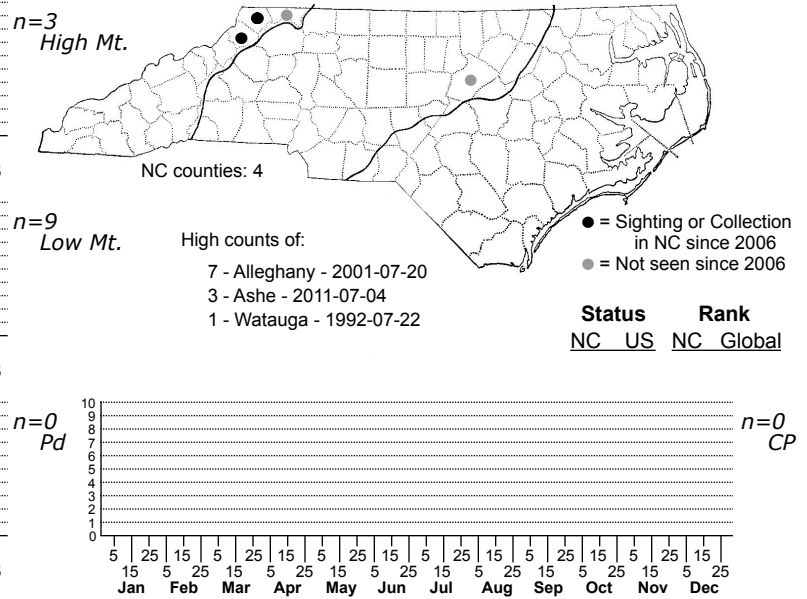 n=3
High Mt.
NC counties: 4
n=9
Low Mt.
High counts of:
7 - Alleghany - 2001-07-20
3 - Ashe - 2011-07-04
1 - Watauga - 1992-07-22
= Sighting or Collection
in NC since 2006
= Not seen since 2006
Status Rank
NC US NC Global
n=0
Pd
n=0
CP
10
9
8
7
6
5
4
3
2
1
0
5 25 15 5 25 15 5 25 15 5 25 15 5 25 15 5 25 15
15 5 25 15 5 25 15 5 25 15 5 25 15 5 25 15 5 25
Jan Feb Mar Apr May Jun Jul Aug Sep Oct Nov Dec